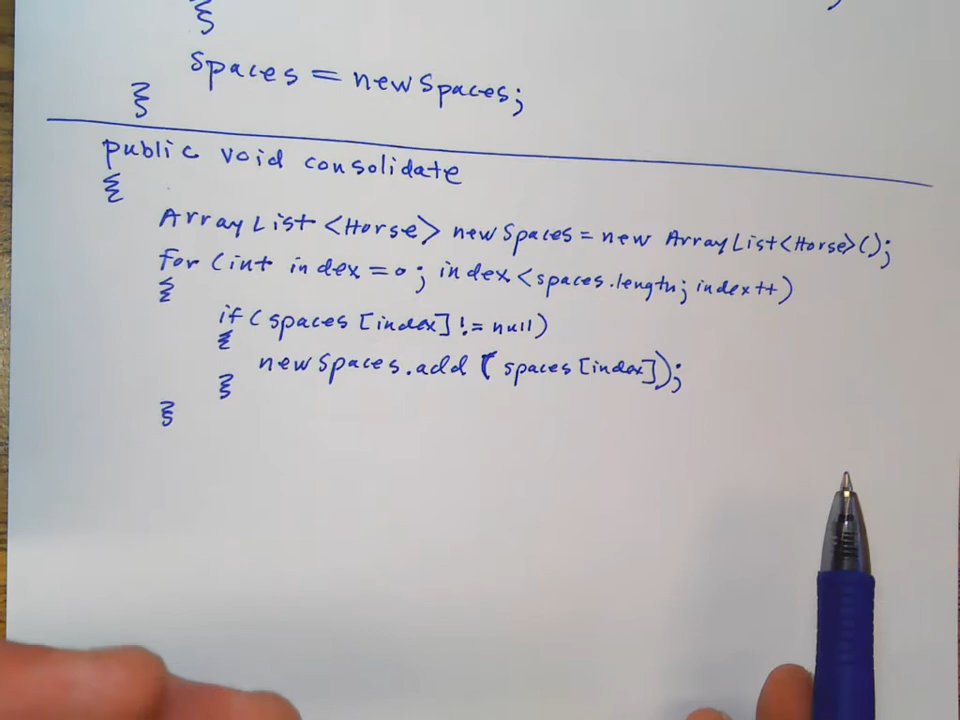 }
spaces = newSpaces;
}
public void consolidate
{
ArrayList<Horse> newSpaces = new ArrayList<Horse>();
for (int index = 0; index < spaces.length; index++)
{
if (spaces [index] != null)
{
newSpaces.add (spaces [index]);
}
}